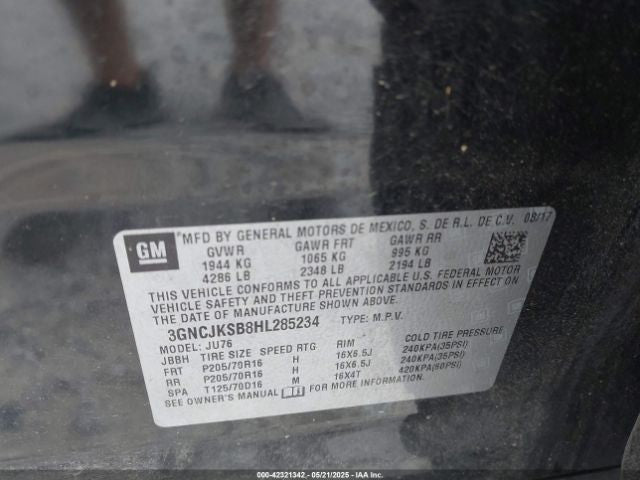 GM
MFD BY GENERAL MOTORS DE MEXICO, S. DE R.L. DE C.V. 08/17
GVWR GAWR FRT GAWR RR
1944 KG 1065 KG 995 KG
4286 LB 2348 LB 2194 LB
THIS VEHICLE CONFORMS TO ALL APPLICABLE U.S. FEDERAL MOTOR
VEHICLE SAFETY AND THEFT PREVENTION STANDARDS IN EFFECT ON
THE DATE OF MANUFACTURE SHOWN ABOVE.
3GNCJKSB8HL285234 TYPE: M.P.V.
MODEL: JU76
JBBH TIRE SIZE SPEED RTG RIM COLD TIRE PRESSURE
FRT P205/70R16 H 16X6.5J 240KPA(35PSI)
RR P205/70R16 H 16X6.5J 240KPA(35PSI)
SPA T125/70D16 M 16X4T 420KPA(60PSI)
SEE OWNER'S MANUAL FOR MORE INFORMATION.
000-42321342 - 05/21/2025 - IAA, Inc.